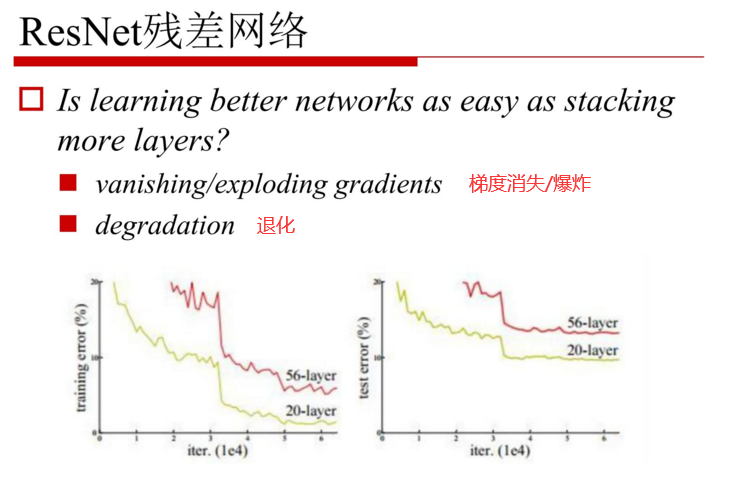 ResNet残差网络
Is learning better networks as easy as stacking
more layers?
vanishing/exploding gradients 梯度消失/爆炸
degradation 退化
20
10
0
training error (%)
56-layer
20-layer
0 1 2 3 4 5 6
iter. (1e4)
20
10
0
test error (%)
56-layer
20-layer
0 1 2 3 4 5 6
iter. (1e4)